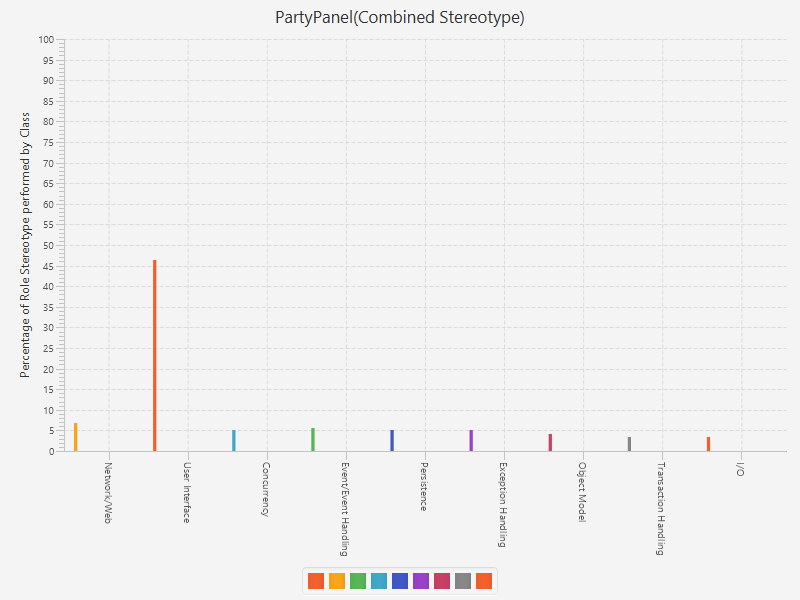 PartyPanel(Combined Stereotype)
Percentage of Role Stereotype performed by Class
100
95
90
85
80
75
70
65
60
55
50
45
40
35
30
25
20
15
10
5
0
Network/Web
User Interface
Concurrency
Event/Event Handling
Persistence
Exception Handling
Object Model
Transaction Handling
I/O